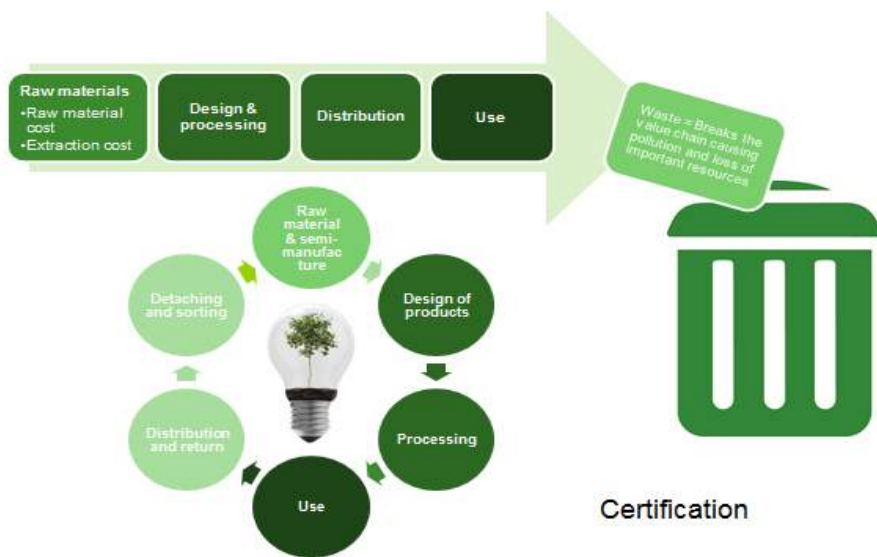 Raw materials
•Raw material
cost
•Extraction cost
Design &
processing
Distribution
Use
Waste = Breaks the
value chain causing
pollution and loss of
important resources
Raw
material
& semi-
manufac
ture
Design of
products
Processing
Use
Distribution
and return
Detaching
and sorting
Certification